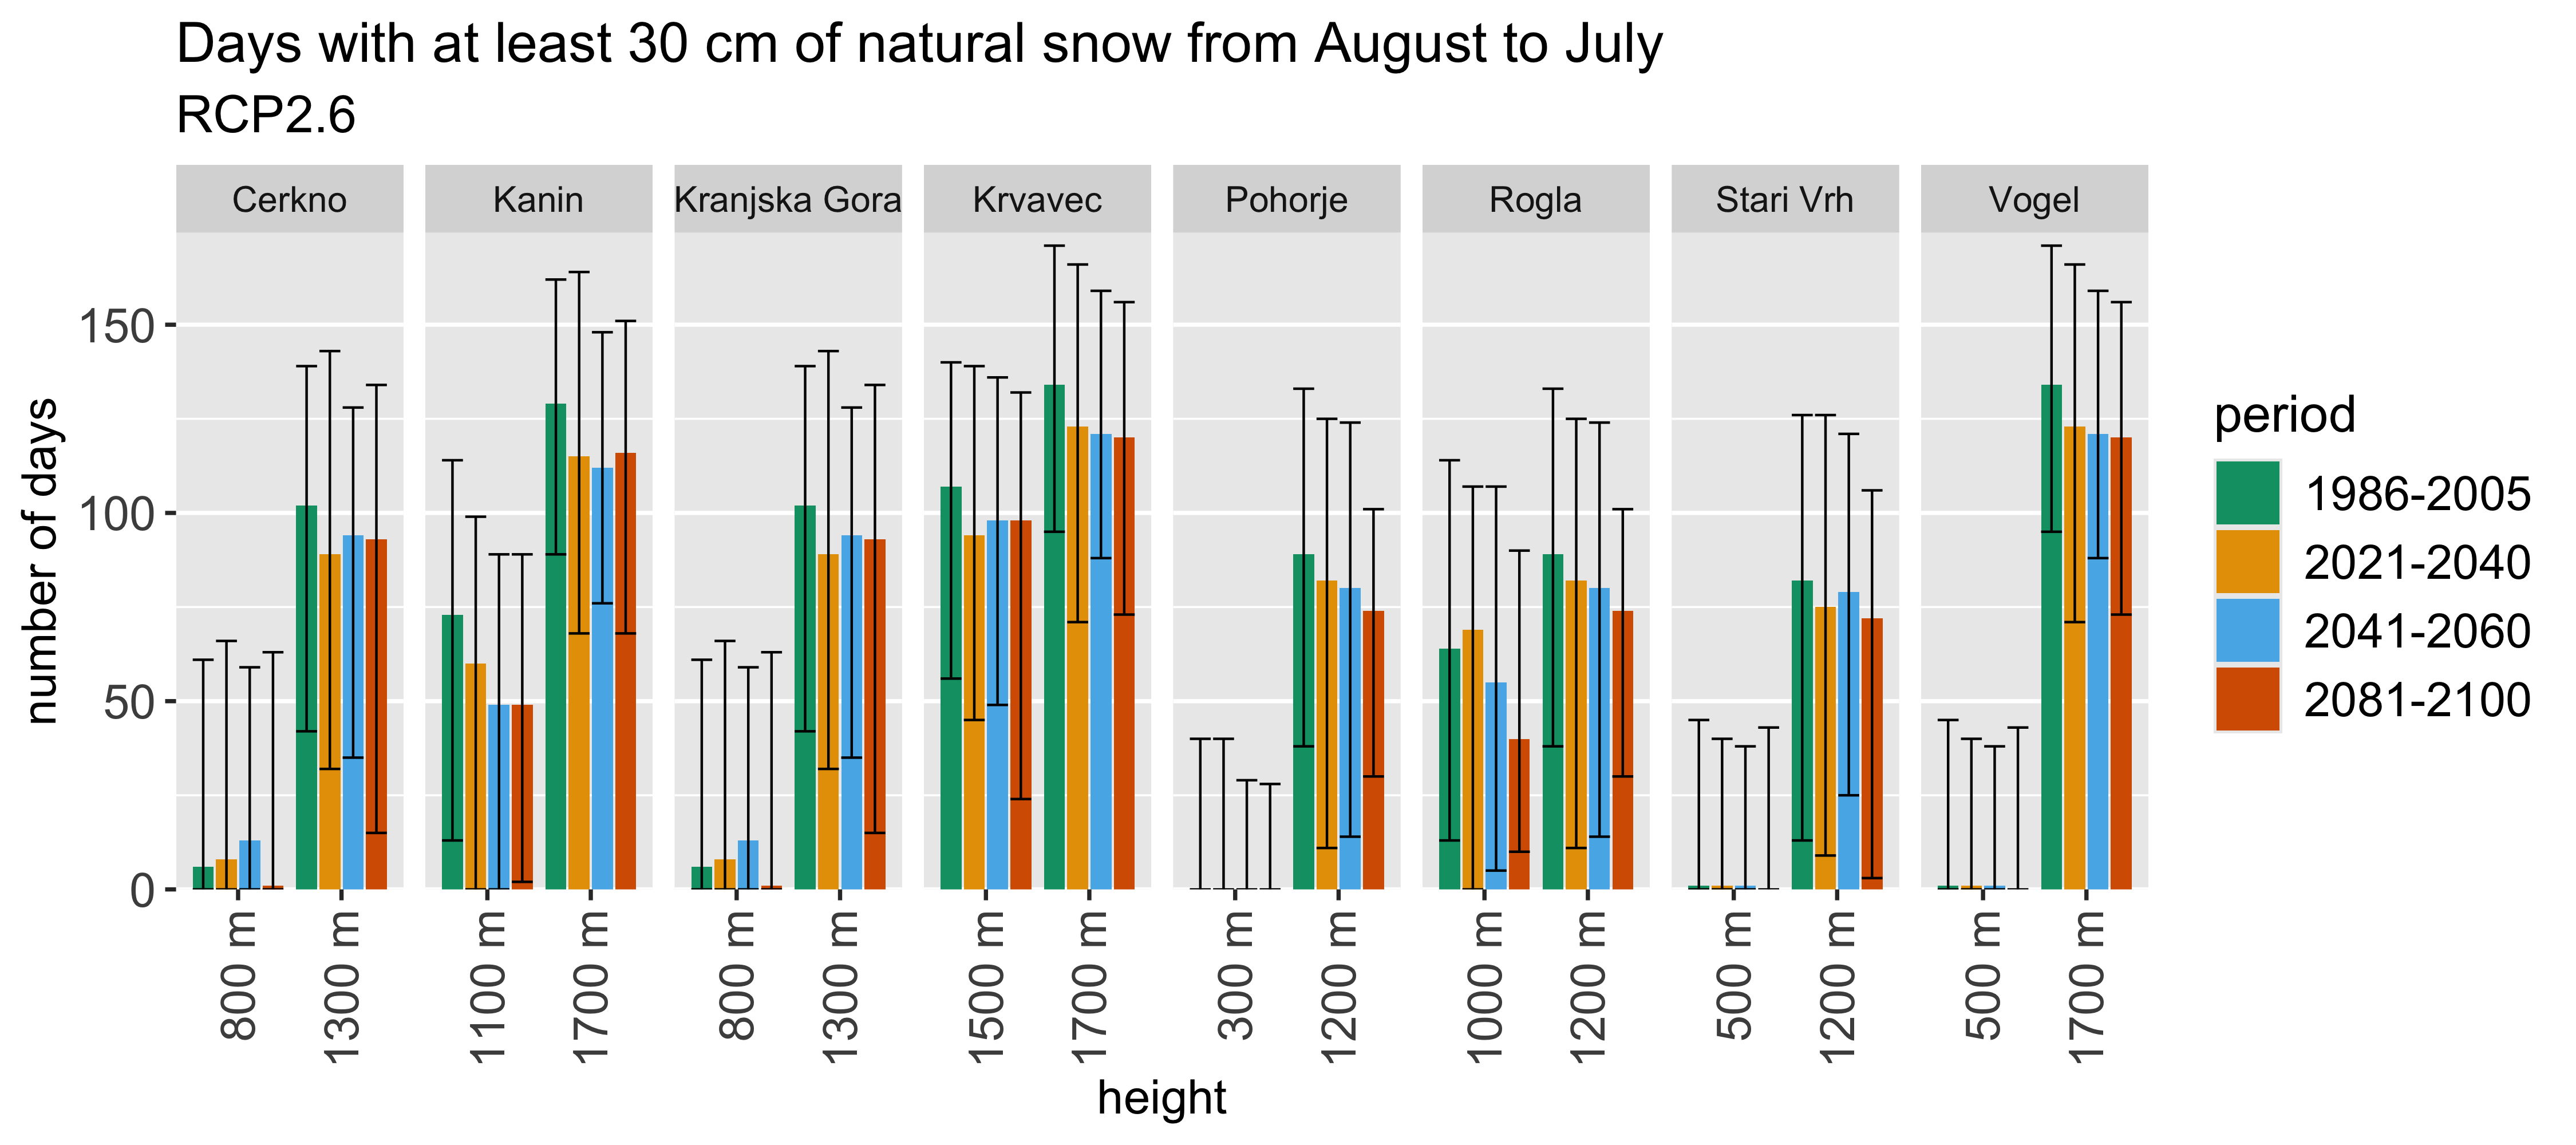 Days with at least 30 cm of natural snow from August to July
RCP2.6
Cerkno Kanin Kranjska Gora Krvavec Pohorje Rogla Stari Vrh Vogel
number of days
150
100
50
0
800 m 1300 m 1100 m 1700 m 800 m 1300 m 1500 m 1700 m 300 m 1200 m 1000 m 1200 m 500 m 1200 m 500 m 1700 m
height
period
1986-2005
2021-2040
2041-2060
2081-2100